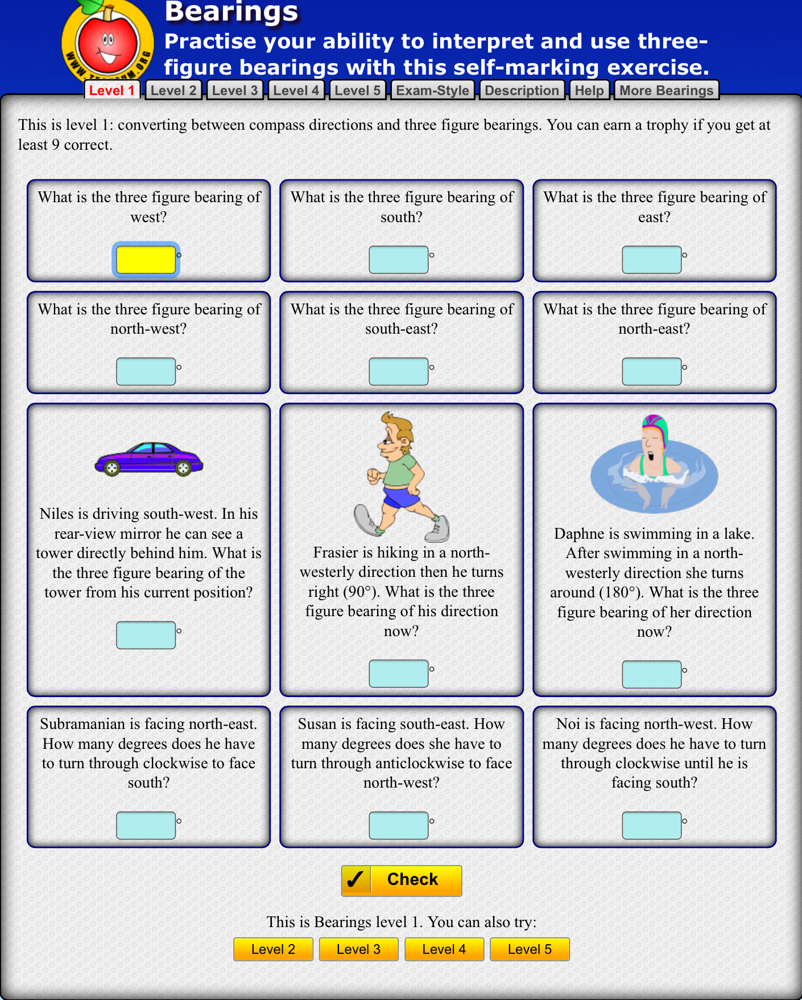 Bearings
Practise your ability to interpret and use three-
figure bearings with this self-marking exercise.
Level 1 Level 2 Level 3 Level 4 Level 5 Exam-Style Description Help More Bearings
This is level 1: converting between compass directions and three figure bearings. You can earn a trophy if you get at
least 9 correct.
What is the three figure bearing of
west?
°
What is the three figure bearing of
south?
°
What is the three figure bearing of
east?
°
What is the three figure bearing of
north-west?
°
What is the three figure bearing of
south-east?
°
What is the three figure bearing of
north-east?
°
Niles is driving south-west. In his
rear-view mirror he can see a
tower directly behind him. What is
the three figure bearing of the
tower from his current position?
°
Frasier is hiking in a north-
westerly direction then he turns
right (90°). What is the three
figure bearing of his direction
now?
°
Daphne is swimming in a lake.
After swimming in a north-
westerly direction she turns
around (180°). What is the three
figure bearing of her direction
now?
°
Subramanian is facing north-east.
How many degrees does he have
to turn through clockwise to face
south?
°
Susan is facing south-east. How
many degrees does she have to
turn through anticlockwise to face
north-west?
°
Noi is facing north-west. How
many degrees does he have to turn
through clockwise until he is
facing south?
°
✓ Check
This is Bearings level 1. You can also try:
Level 2 Level 3 Level 4 Level 5